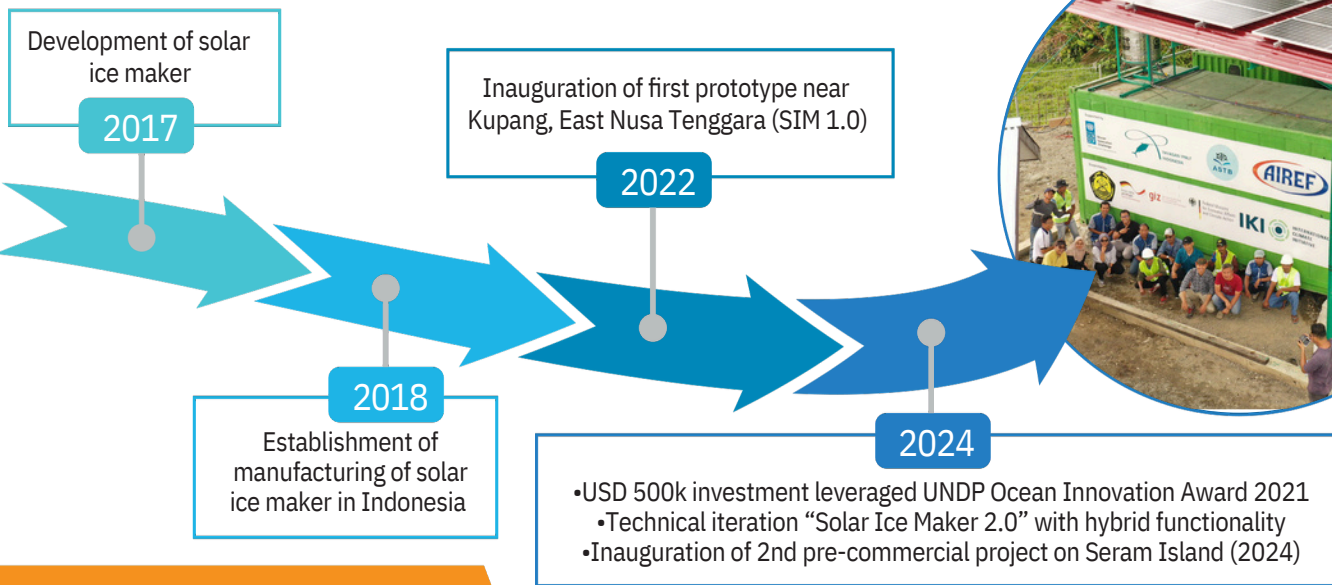 Development of solar
ice maker
2017
2018
Establishment of
manufacturing of solar
ice maker in Indonesia
Inauguration of first prototype near
Kupang, East Nusa Tenggara (SIM 1.0)
2022
2024
•USD 500k investment leveraged UNDP Ocean Innovation Award 2021
•Technical iteration “Solar Ice Maker 2.0” with hybrid functionality
•Inauguration of 2nd pre-commercial project on Seram Island (2024)
ASTB
AIREF
giz
IKI
INTERNATIONAL
CLIMATE
INITIATIVE